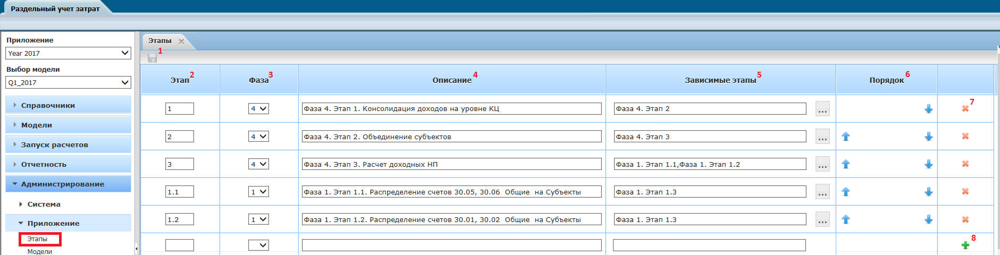 Раздельный учет затрат
Приложение
Year 2017
Выбор модели
Q1_2017
Справочники
Модели
Запуск расчетов
Отчетность
Администрирование
Система
Приложение
Этапы
Модели
Этапы
1
Этап 2 Фаза 3 Описание 4 Зависимые этапы 5 Порядок 6
1 4 Фаза 4. Этап 1. Консолидация доходов на уровне КЦ Фаза 4. Этап 2 ... 7
2 4 Фаза 4. Этап 2. Объединение субъектов Фаза 4. Этап 3 ...
3 4 Фаза 4. Этап 3. Расчет доходных НП Фаза 1. Этап 1.1,Фаза 1. Этап 1.2 ...
1.1 1 Фаза 1. Этап 1.1. Распределение счетов 30.05, 30.06  Общие  на Субъекты Фаза 1. Этап 1.3 ...
1.2 1 Фаза 1. Этап 1.2. Распределение счетов 30.01, 30.02  Общие  на Субъекты Фаза 1. Этап 1.3 ...
8